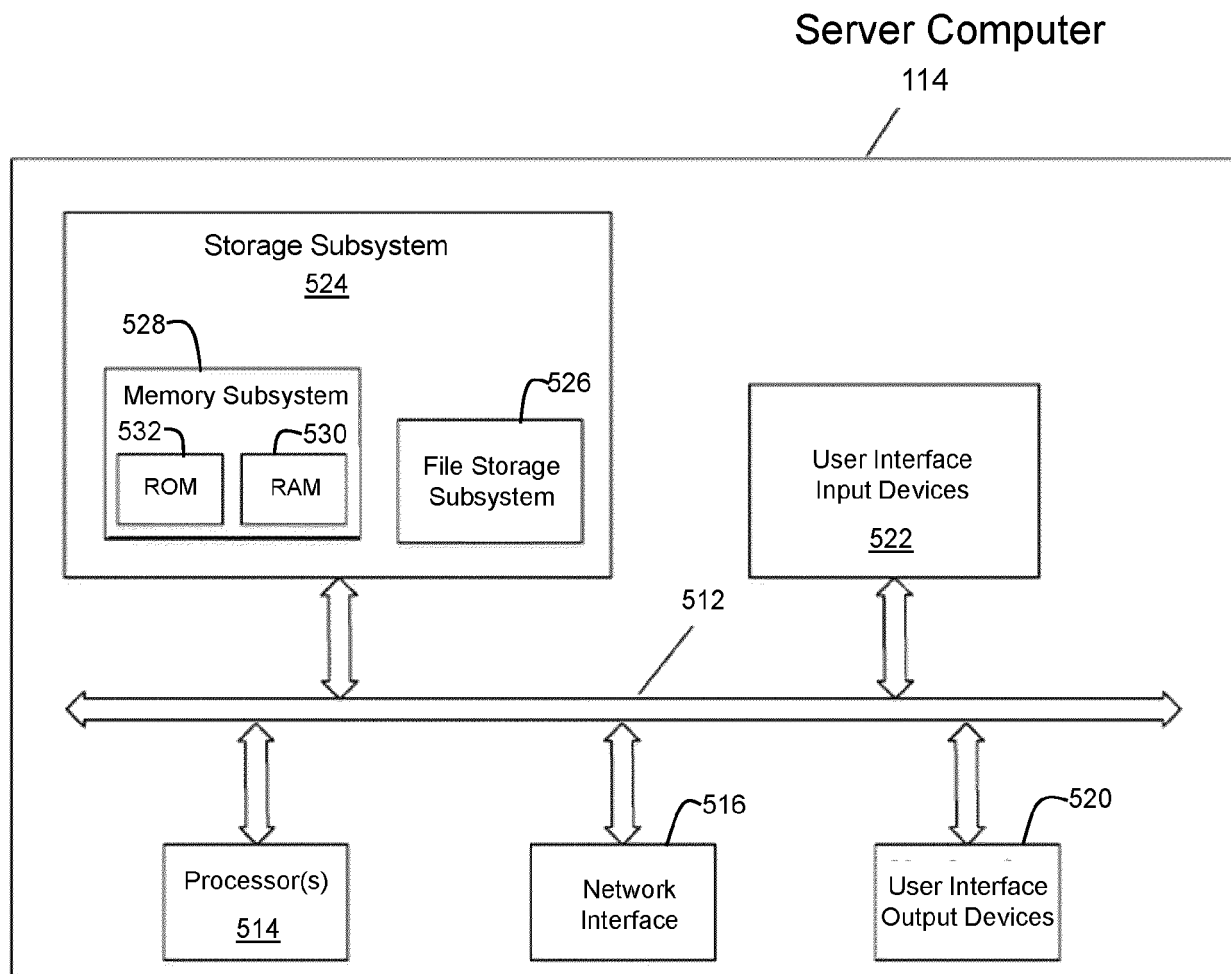 Server Computer
114
Storage Subsystem
524
528
Memory Subsystem
532
530
ROM
RAM
526
File Storage
Subsystem
User Interface
Input Devices
522
512
516
520
Processor(s)
514
Network
Interface
User Interface
Output Devices